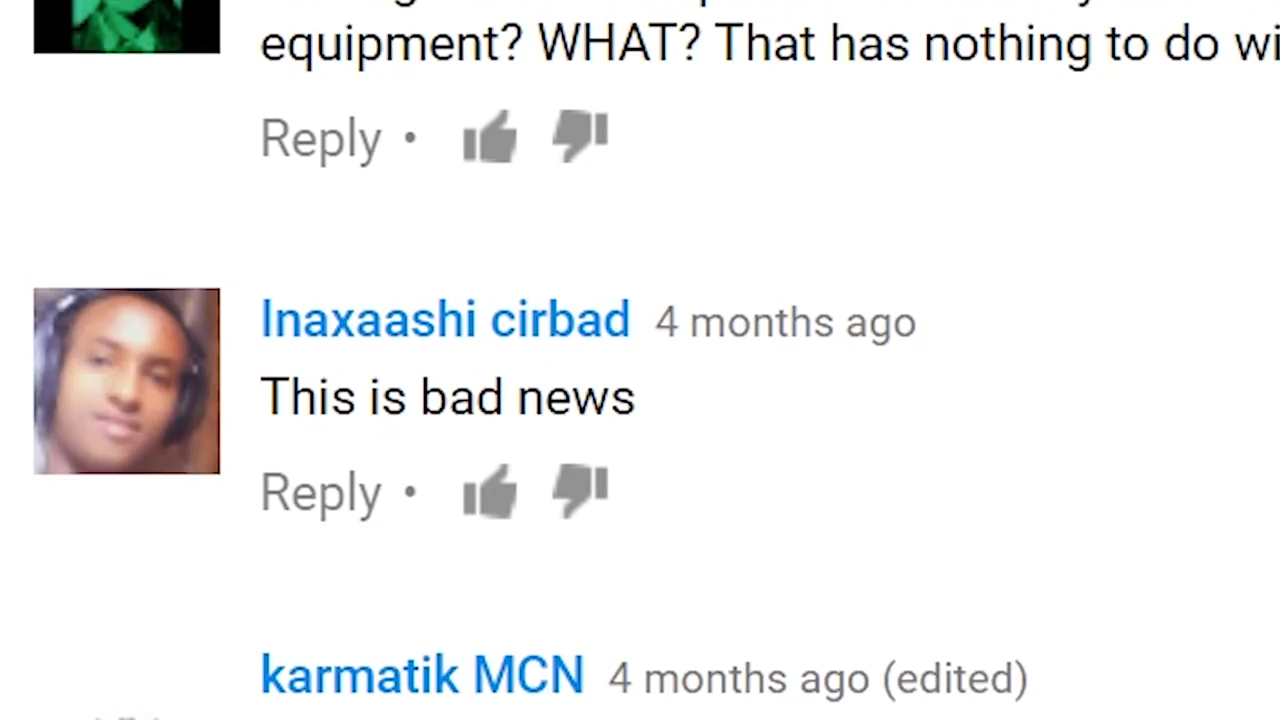 equipment? WHAT? That has nothing to do wi
Reply •
Inaxaashi cirbad 4 months ago
This is bad news
Reply •
karmatik MCN 4 months ago (edited)